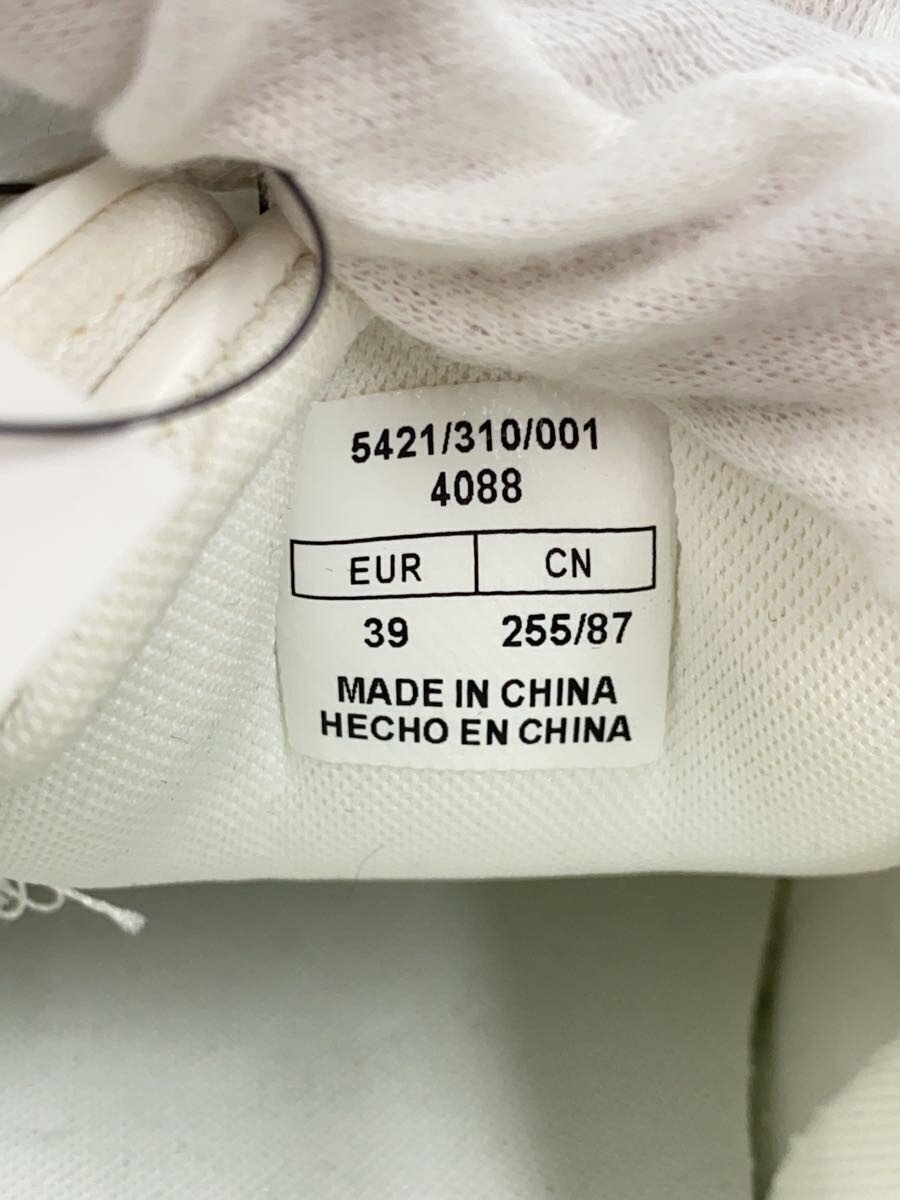 5421/310/001
4088
EUR CN
39 255/87
MADE IN CHINA
HECHO EN CHINA